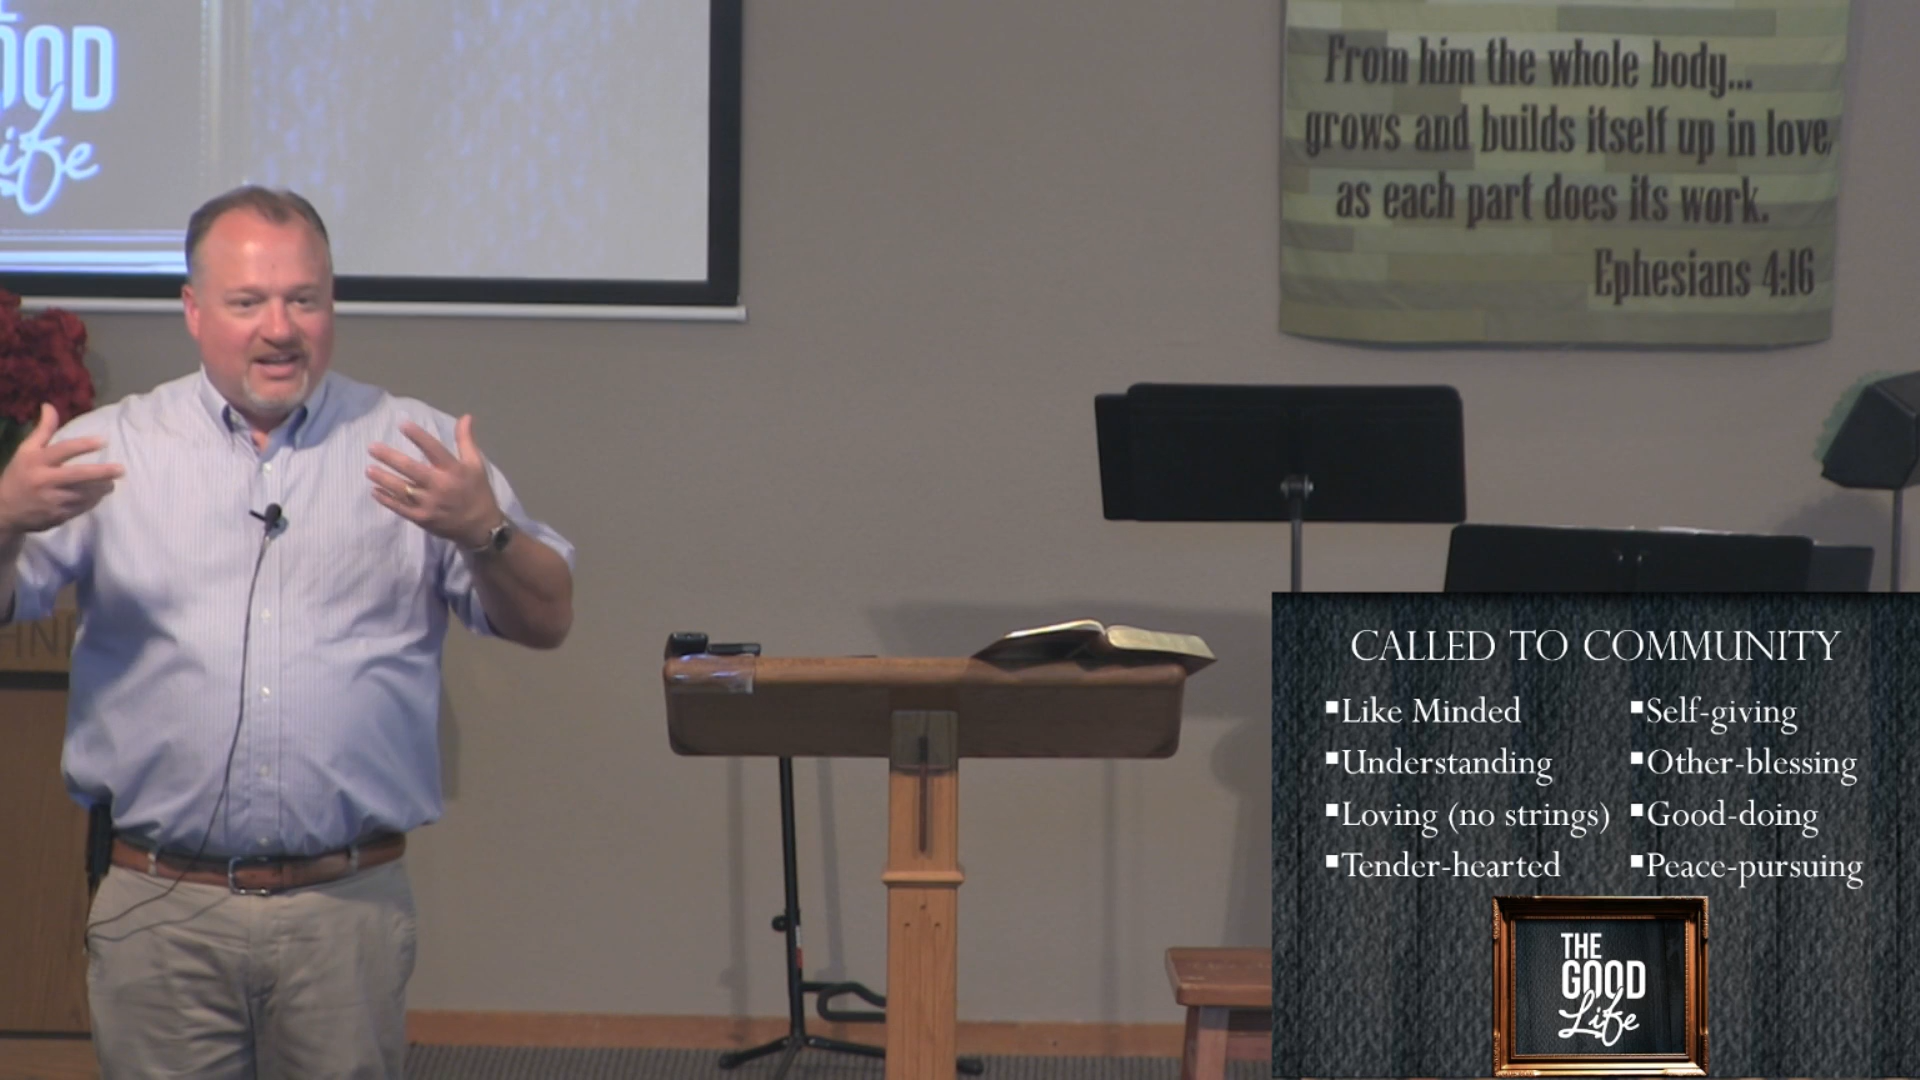 OOD
ife
From him the whole body...
grows and builds itself up in love,
as each part does its work.
Ephesians 4:16
CALLED TO COMMUNITY
▪Like Minded
▪Understanding
▪Loving (no strings)
▪Tender-hearted
▪Self-giving
▪Other-blessing
▪Good-doing
▪Peace-pursuing
THE
GOOD
Life